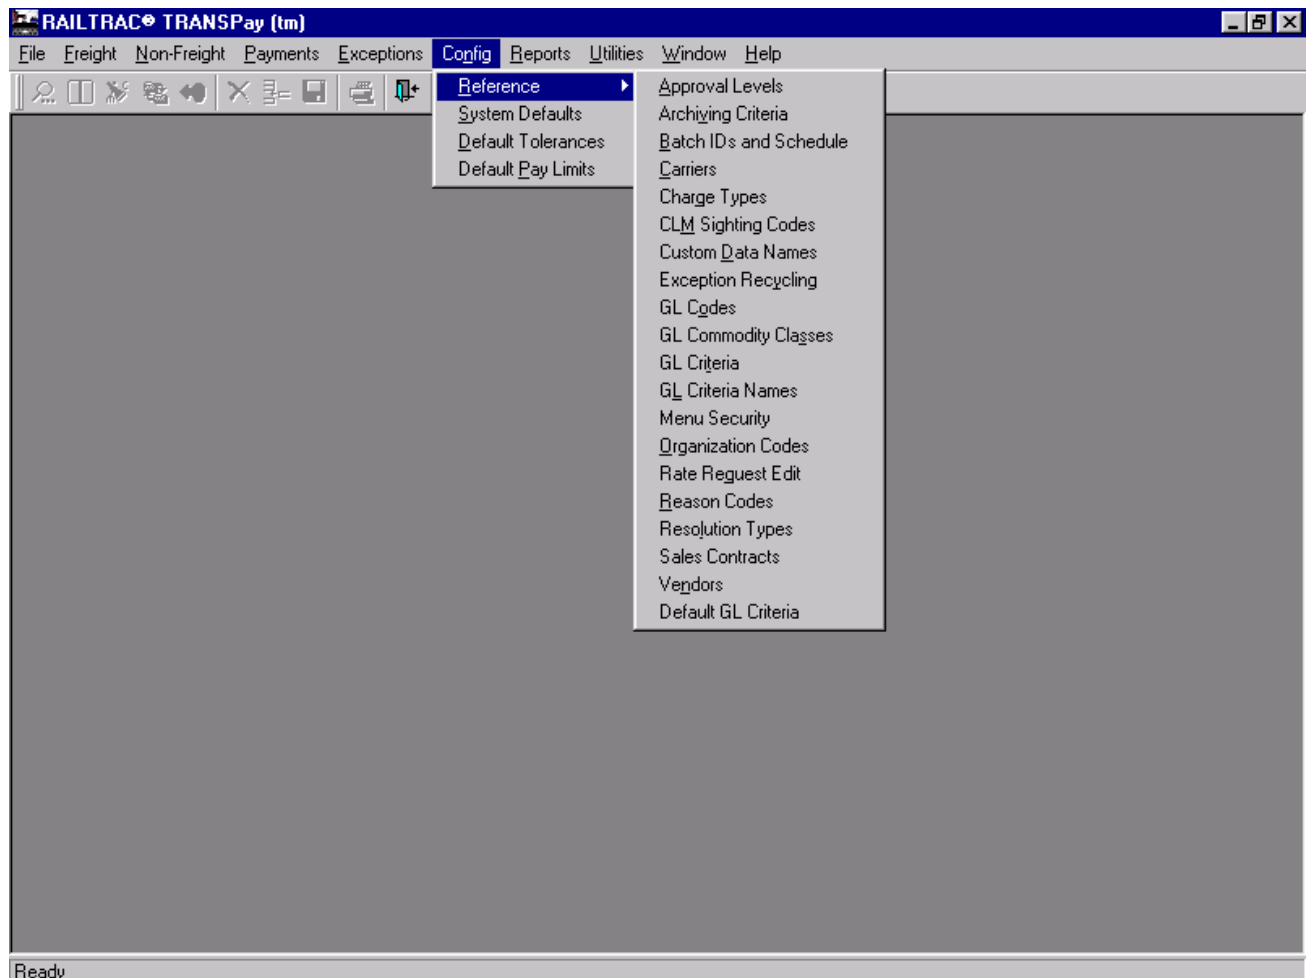 RAILTRAC® TRANSPay (tm)
File Freight Non-Freight Payments Exceptions Config Reports Utilities Window Help
Reference
System Defaults
Default Tolerances
Default Pay Limits
Approval Levels
Archiving Criteria
Batch IDs and Schedule
Carriers
Charge Types
CLM Sighting Codes
Custom Data Names
Exception Recycling
GL Codes
GL Commodity Classes
GL Criteria
GL Criteria Names
Menu Security
Organization Codes
Rate Reguest Edit
Reason Codes
Resolution Types
Sales Contracts
Vendors
Default GL Criteria
Ready